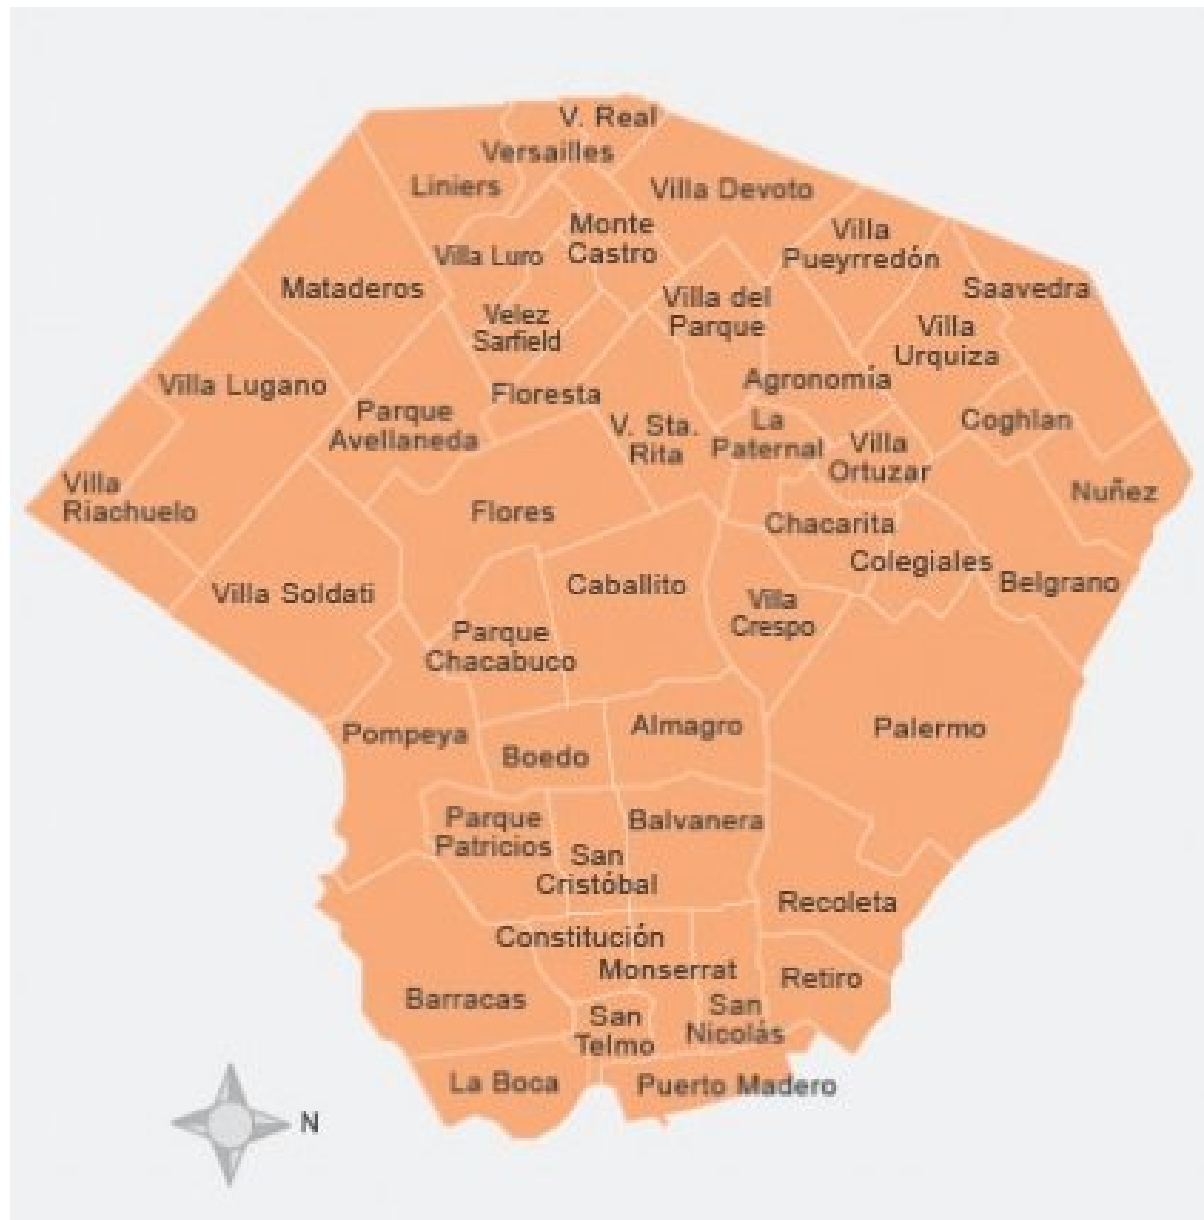 V. Real
Versailles
Liniers
Villa Devoto
Monte
Castro
Villa
Pueyrredón
Villa Luro
Mataderos
Saavedra
Villa del
Parque
Velez
Sarfield
Villa
Urquiza
Villa Lugano
Floresta
Agronomía
Parque
Avellaneda
V. Sta.
Rita
La
Paternal
Villa
Ortuzar
Coghlan
Villa
Riachuelo
Nuñez
Flores
Chacarita
Colegiales
Belgrano
Villa Soldati
Caballito
Villa
Crespo
Parque
Chacabuco
Pompeya
Boedo
Almagro
Palermo
Parque
Patricios
San
Cristóbal
Balvanera
Recoleta
Constitución
Monserrat
Retiro
Barracas
San
Telmo
San
Nicolás
La Boca
Puerto Madero
N